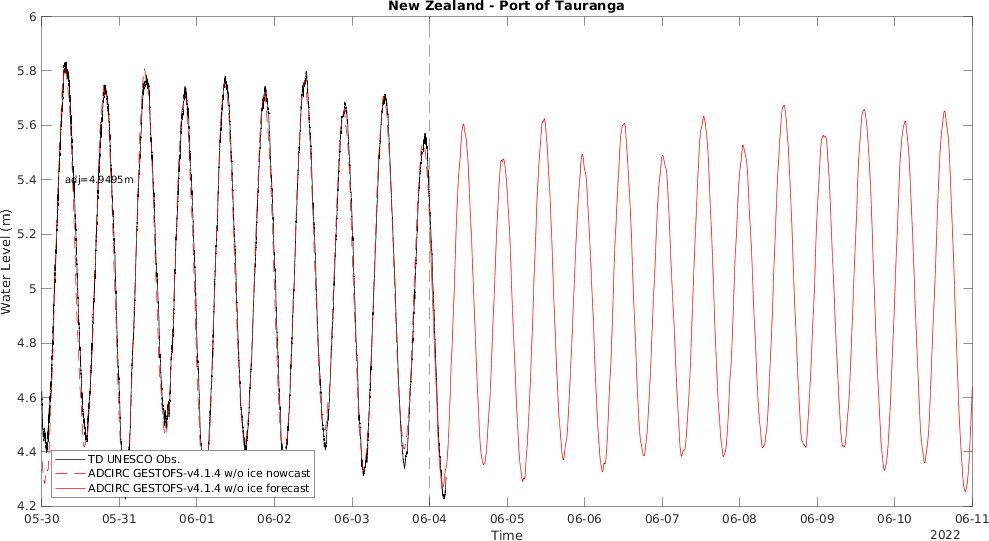 New Zealand - Port of Tauranga
6
5.8
5.6
5.4
5.2
5
4.8
4.6
4.4
4.2
Water Level (m)
adj=4.9495m
TD UNESCO Obs.
ADCIRC GESTOFS-v4.1.4 w/o ice nowcast
ADCIRC GESTOFS-v4.1.4 w/o ice forecast
05-30 05-31 06-01 06-02 06-03 06-04 06-05 06-06 06-07 06-08 06-09 06-10 06-11
Time
2022